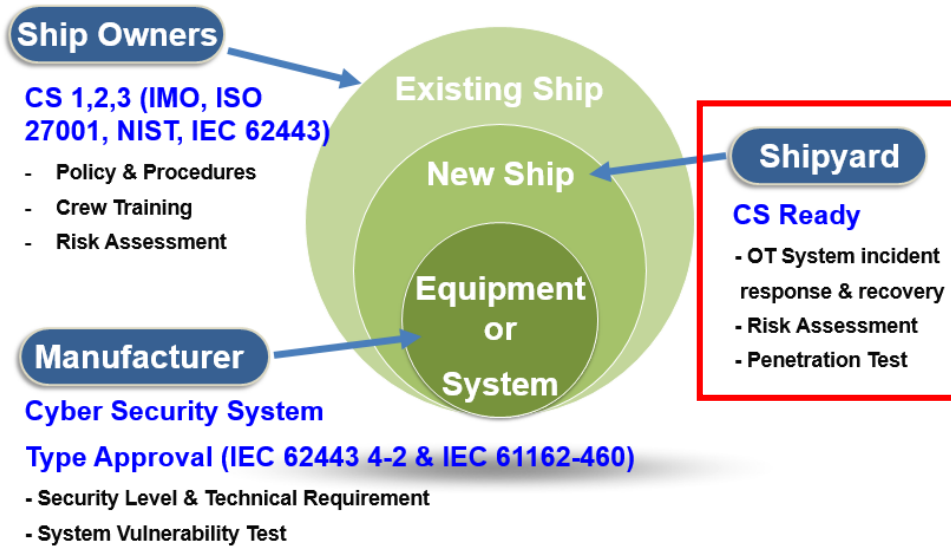 Ship Owners
CS 1,2,3 (IMO, ISO
27001, NIST, IEC 62443)
- Policy & Procedures
- Crew Training
- Risk Assessment
Existing Ship
New Ship
Equipment
or
System
Shipyard
CS Ready
- OT System incident
response & recovery
- Risk Assessment
- Penetration Test
Manufacturer
Cyber Security System
Type Approval (IEC 62443 4-2 & IEC 61162-460)
- Security Level & Technical Requirement
- System Vulnerability Test